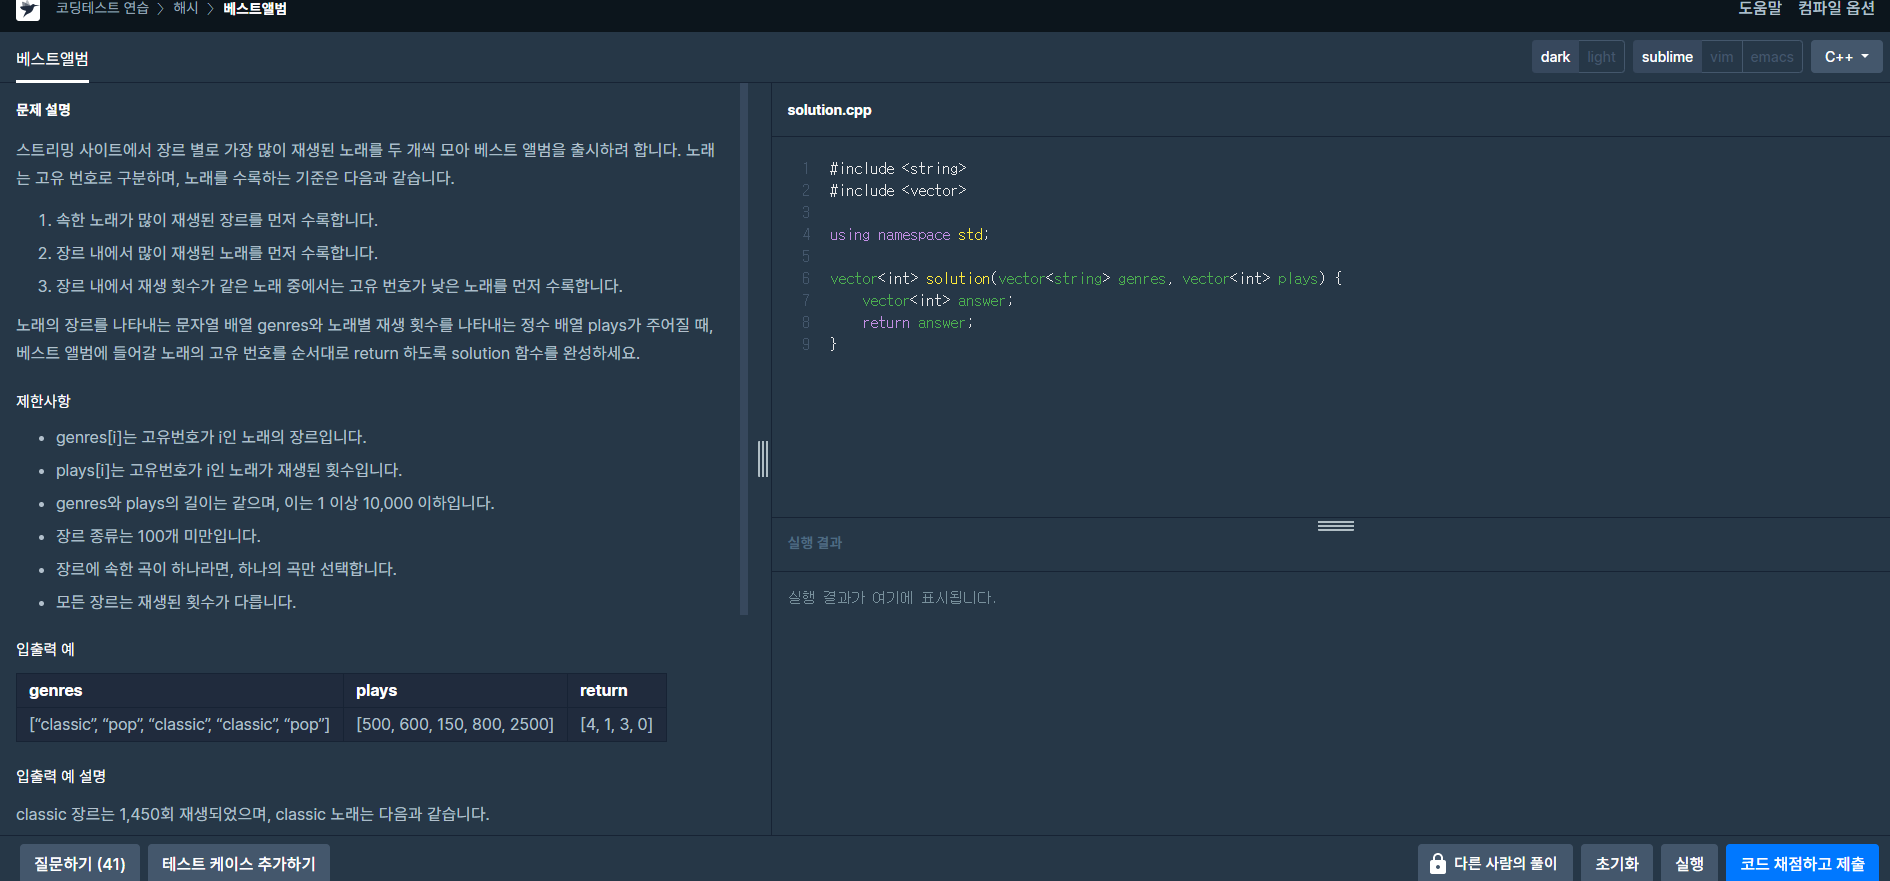 코딩테스트 연습 > 해시 > 베스트앨범
도움말 컴파일 옵션
베스트앨범
dark light sublime vim emacs C++
문제 설명
스트리밍 사이트에서 장르 별로 가장 많이 재생된 노래를 두 개씩 모아 베스트 앨범을 출시하려 합니다. 노래
는 고유 번호로 구분하며, 노래를 수록하는 기준은 다음과 같습니다.
1. 속한 노래가 많이 재생된 장르를 먼저 수록합니다.
2. 장르 내에서 많이 재생된 노래를 먼저 수록합니다.
3. 장르 내에서 재생 횟수가 같은 노래 중에서는 고유 번호가 낮은 노래를 먼저 수록합니다.
노래의 장르를 나타내는 문자열 배열 genres와 노래별 재생 횟수를 나타내는 정수 배열 plays가 주어질 때,
베스트 앨범에 들어갈 노래의 고유 번호를 순서대로 return 하도록 solution 함수를 완성하세요.
제한사항
• genres[i]는 고유번호가 i인 노래의 장르입니다.
• plays[i]는 고유번호가 i인 노래가 재생된 횟수입니다.
• genres와 plays의 길이는 같으며, 이는 1 이상 10,000 이하입니다.
• 장르 종류는 100개 미만입니다.
• 장르에 속한 곡이 하나라면, 하나의 곡만 선택합니다.
• 모든 장르는 재생된 횟수가 다릅니다.
입출력 예
genres plays return
[“classic”, “pop”, “classic”, “classic”, “pop”] [500, 600, 150, 800, 2500] [4, 1, 3, 0]
입출력 예 설명
classic 장르는 1,450회 재생되었으며, classic 노래는 다음과 같습니다.
solution.cpp
1 #include <string>
2 #include <vector>
3
4 using namespace std;
5
6 vector<int> solution(vector<string> genres, vector<int> plays) {
7     vector<int> answer;
8     return answer;
9 }
실행 결과
실행 결과가 여기에 표시됩니다.
질문하기 (41) 테스트 케이스 추가하기
다른 사람의 풀이 초기화 실행 코드 채점하고 제출